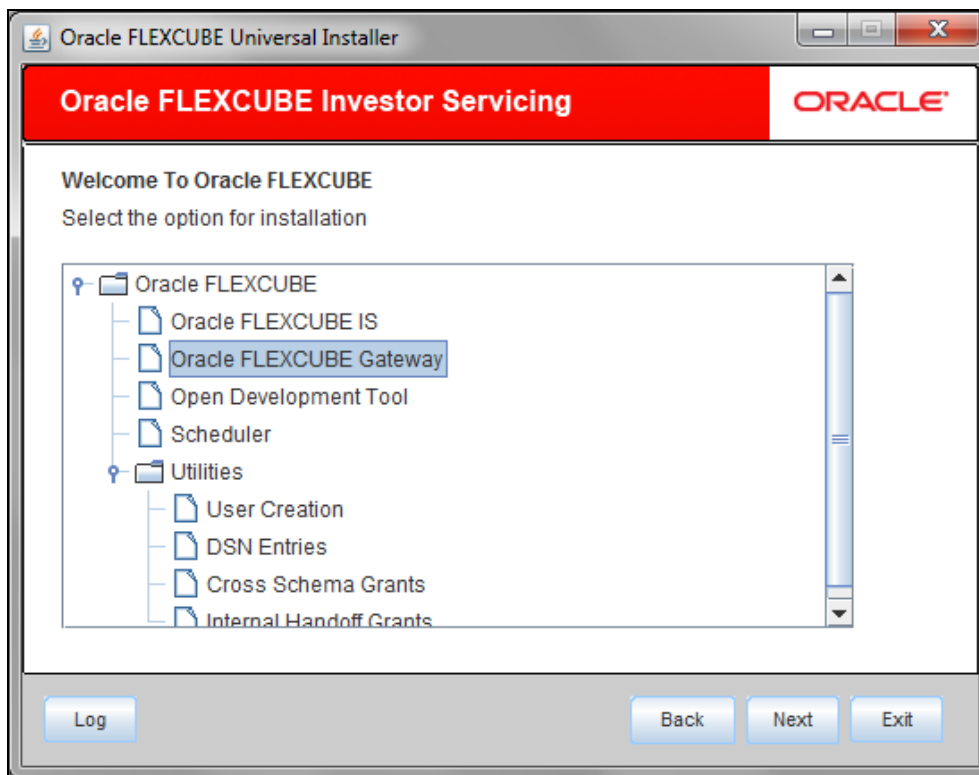 Oracle FLEXCUBE Universal Installer
Oracle FLEXCUBE Investor Servicing
ORACLE
Welcome To Oracle FLEXCUBE
Select the option for installation
Oracle FLEXCUBE
Oracle FLEXCUBE IS
Oracle FLEXCUBE Gateway
Open Development Tool
Scheduler
Utilities
User Creation
DSN Entries
Cross Schema Grants
Internal Handoff Grants
Log Back Next Exit